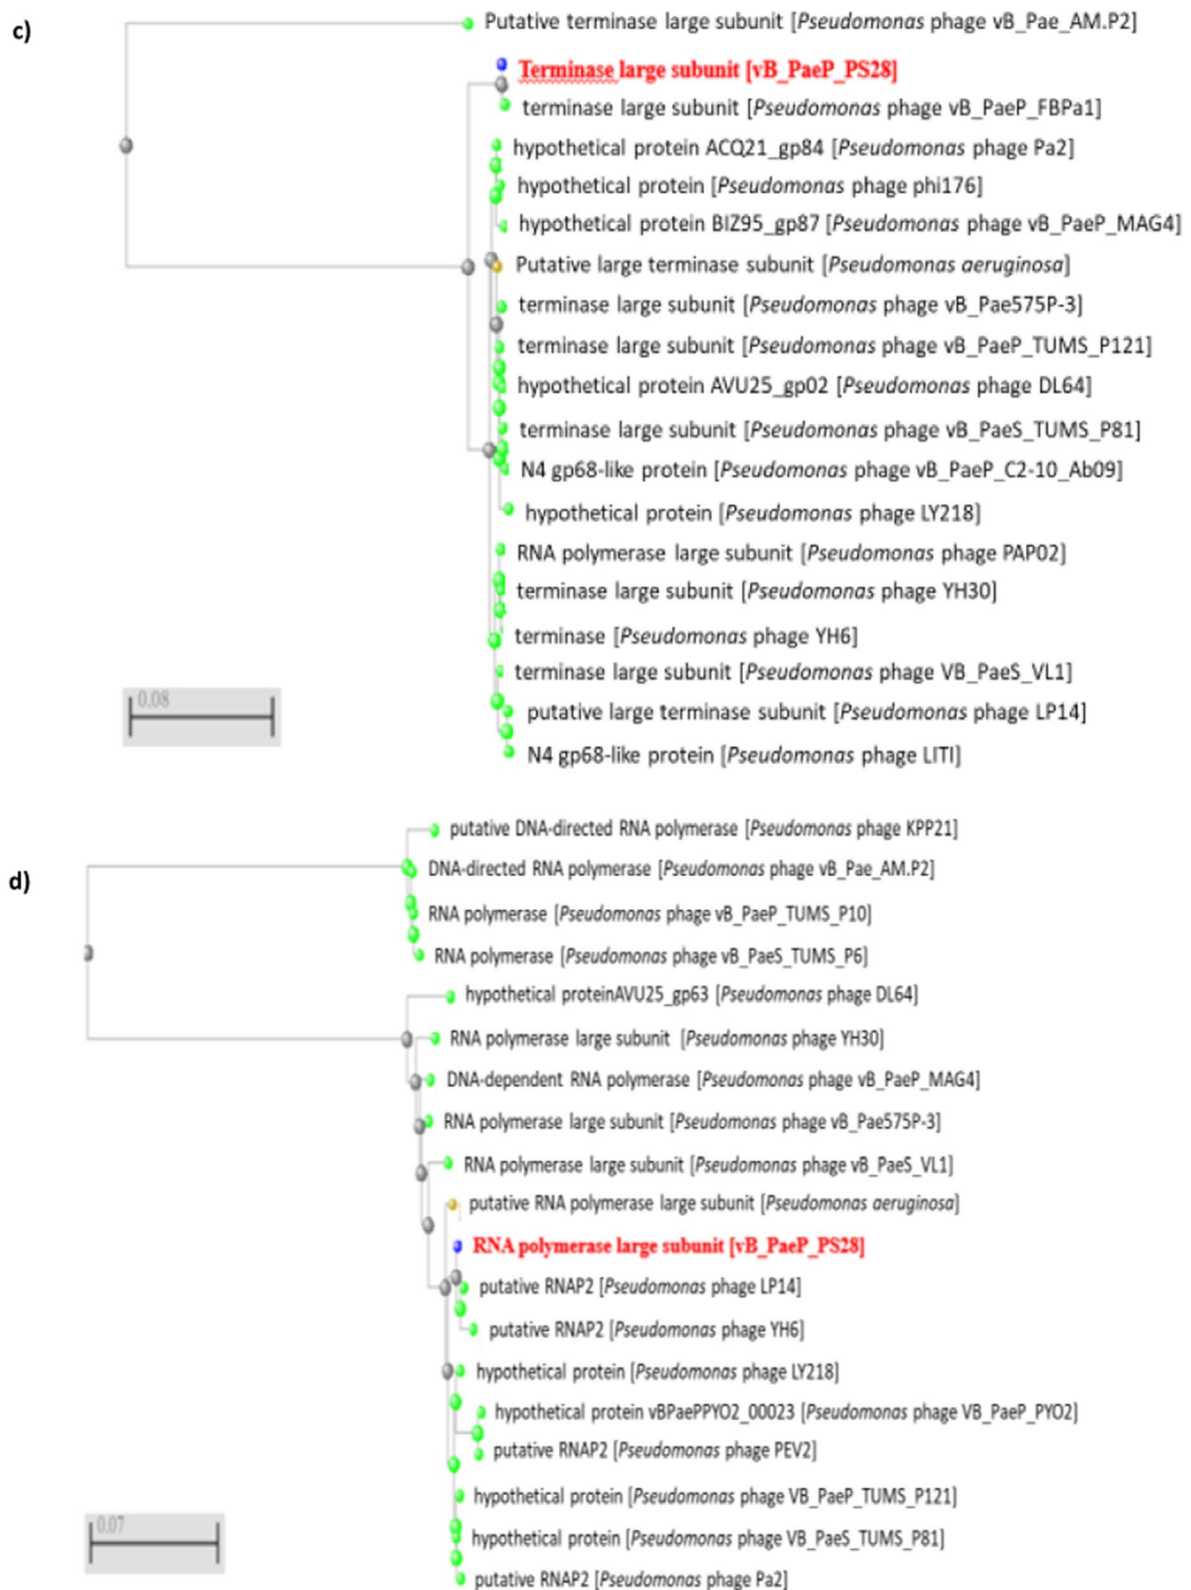 c)
Putative terminase large subunit [Pseudomonas phage vB_Pae_AM.P2]
Terminase large subunit [vB_PaeP_PS28]
terminase large subunit [Pseudomonas phage vB_PaeP_FBPa1]
hypothetical protein ACQ21_gp84 [Pseudomonas phage Pa2]
hypothetical protein [Pseudomonas phage phi176]
hypothetical protein BIZ95_gp87 [Pseudomonas phage vB_PaeP_MAG4]
Putative large terminase subunit [Pseudomonas aeruginosa]
terminase large subunit [Pseudomonas phage vB_Pae575P-3]
terminase large subunit [Pseudomonas phage vB_PaeP_TUMS_P121]
hypothetical protein AVU25_gp02 [Pseudomonas phage DL64]
terminase large subunit [Pseudomonas phage vB_PaeS_TUMS_P81]
N4 gp68-like protein [Pseudomonas phage vB_PaeP_C2-10_Ab09]
hypothetical protein [Pseudomonas phage LY218]
RNA polymerase large subunit [Pseudomonas phage PAP02]
terminase large subunit [Pseudomonas phage YH30]
terminase [Pseudomonas phage YH6]
terminase large subunit [Pseudomonas phage VB_PaeS_VL1]
0.08
putative large terminase subunit [Pseudomonas phage LP14]
N4 gp68-like protein [Pseudomonas phage LITI]
d)
putative DNA-directed RNA polymerase [Pseudomonas phage KPP21]
DNA-directed RNA polymerase [Pseudomonas phage vB_Pae_AM.P2]
RNA polymerase [Pseudomonas phage vB_PaeP_TUMS_P10]
RNA polymerase [Pseudomonas phage vB_PaeS_TUMS_P6]
hypothetical proteinAVU25_gp63 [Pseudomonas phage DL64]
RNA polymerase large subunit [Pseudomonas phage YH30]
DNA-dependent RNA polymerase [Pseudomonas phage vB_PaeP_MAG4]
RNA polymerase large subunit [Pseudomonas phage vB_Pae575P-3]
RNA polymerase large subunit [Pseudomonas phage vB_PaeS_VL1]
putative RNA polymerase large subunit [Pseudomonas aeruginosa]
RNA polymerase large subunit [vB_PaeP_PS28]
putative RNAP2 [Pseudomonas phage LP14]
putative RNAP2 [Pseudomonas phage YH6]
hypothetical protein [Pseudomonas phage LY218]
hypothetical protein vBPaePPYO2_00023 [Pseudomonas phage VB_PaeP_PYO2]
putative RNAP2 [Pseudomonas phage PEV2]
hypothetical protein [Pseudomonas phage VB_PaeP_TUMS_P121]
0.07
hypothetical protein [Pseudomonas phage VB_PaeS_TUMS_P81]
putative RNAP2 [Pseudomonas phage Pa2]